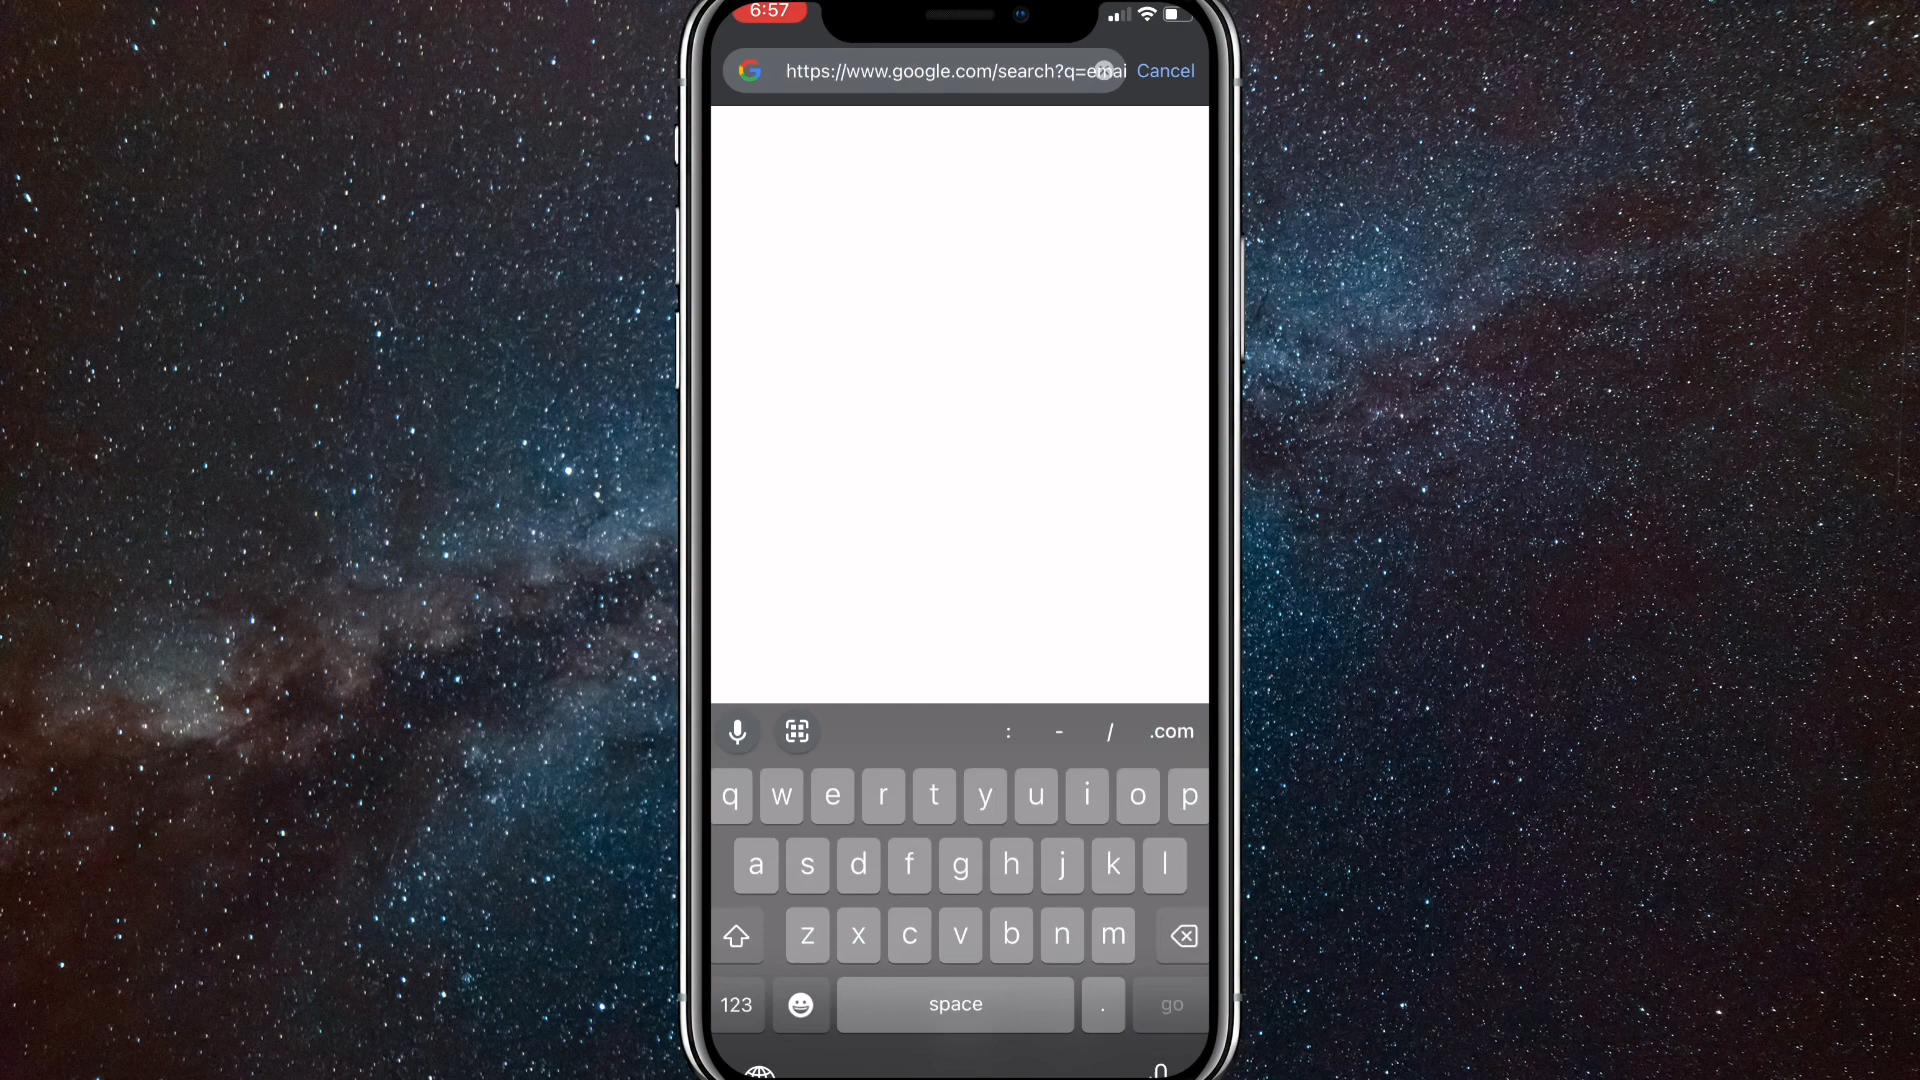 6:57
https://www.google.com/search?q=emai Cancel
: - / .com
q w e r t y u i o p
a s d f g h j k l
z x c v b n m
123 space . go